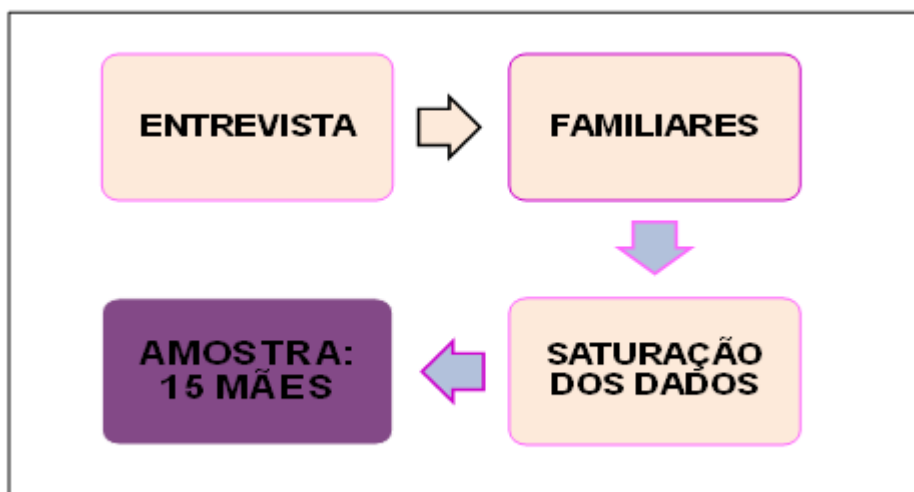 ENTREVISTA
FAMILIARES
SATURAÇÃO
DOS DADOS
AMOSTRA:
15 MÃES